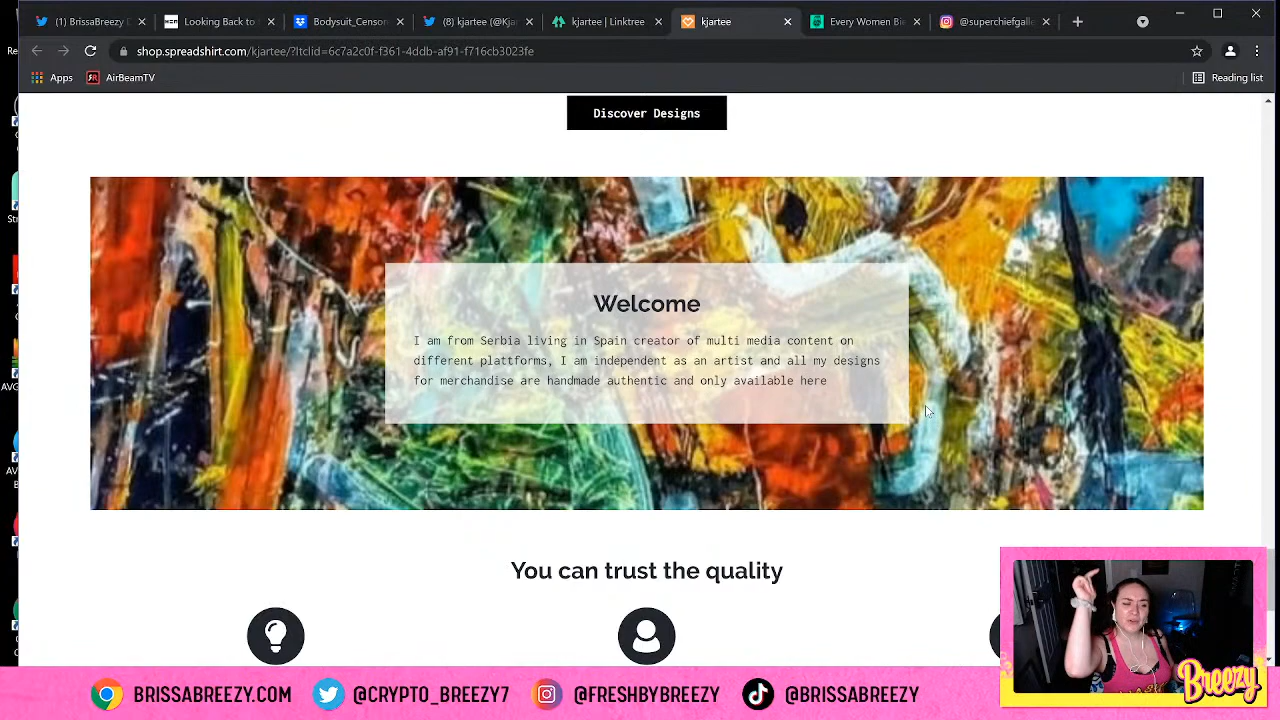 (1) BrissaBreezy D
Looking Back to
Bodysuit_Censon
(8) kjartee (@Kja
kjartee | Linktree
kjartee
Every Women Bi
@superchefgalle
shop.spreadshirt.com/kjartee/?ltclid=6c7a2c0f-f361-4ddb-af91-f716cb3023fe
Apps
AirBeamTV
Reading list
Discover Designs
Welcome
I am from Serbia living in Spain creator of multi media content on
different plattforms, I am independent as an artist and all my designs
for merchandise are handmade authentic and only available here
You can trust the quality
Breezy
BRISSABREEZY.COM
@CRYPTO_BREEZY7
@FRESHBYBREEZY
@BRISSABREEZY